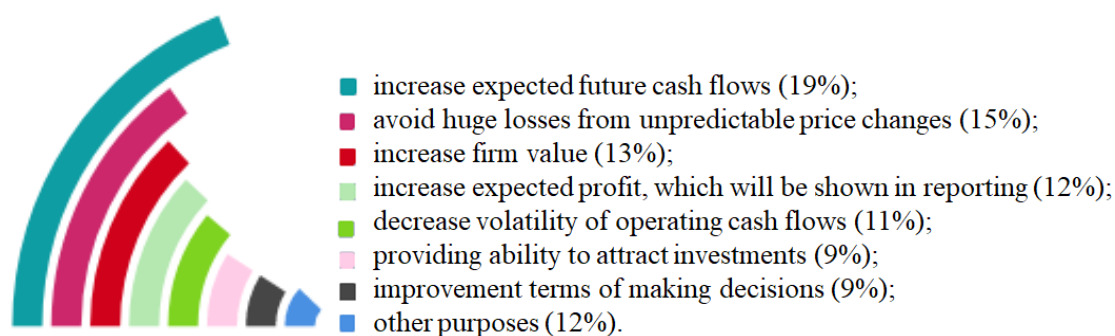 increase expected future cash flows (19%);
avoid huge losses from unpredictable price changes (15%);
increase firm value (13%);
increase expected profit, which will be shown in reporting (12%);
decrease volatility of operating cash flows (11%);
providing ability to attract investments (9%);
improvement terms of making decisions (9%);
other purposes (12%).